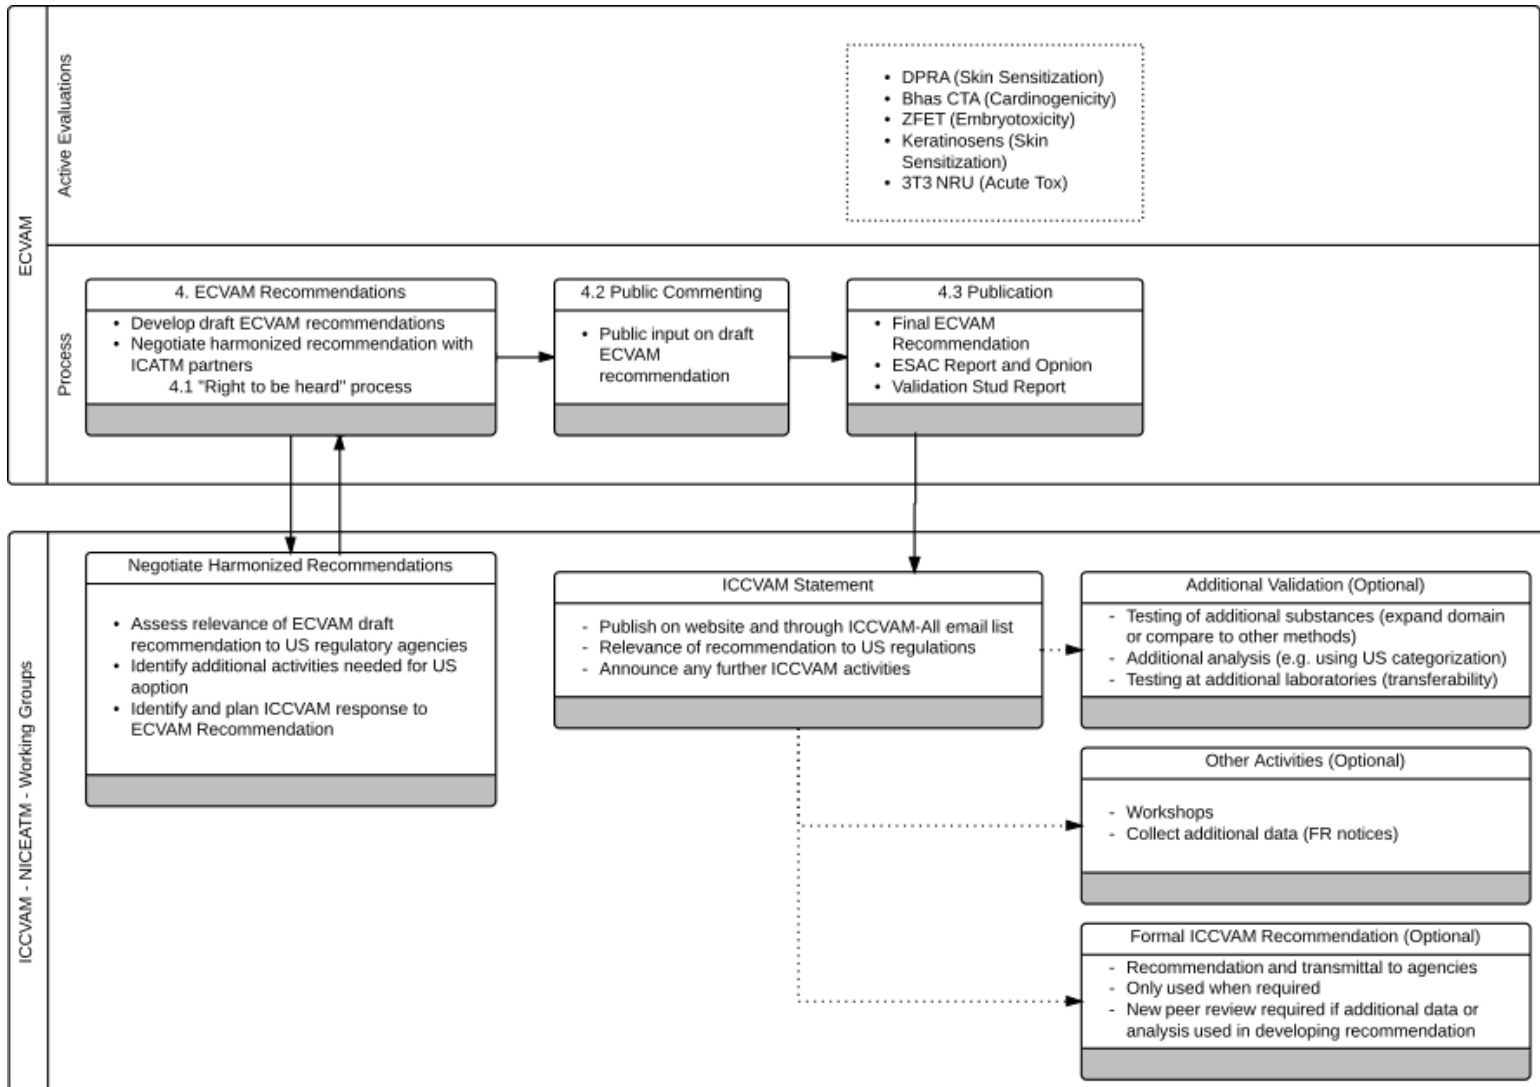 ECVAM
Active Evaluations
• DPRA (Skin Sensitization)
• Bhas CTA (Cardinogenicity)
• ZFET (Embryotoxicity)
• Keratinosens (Skin
Sensitization)
• 3T3 NRU (Acute Tox)
Process
4. ECVAM Recommendations
• Develop draft ECVAM recommendations
• Negotiate harmonized recommendation with
ICATM partners
4.1 "Right to be heard" process
4.2 Public Commenting
• Public input on draft
ECVAM
recommendation
4.3 Publication
• Final ECVAM
Recommendation
• ESAC Report and Opnion
• Validation Stud Report
ICCVAM - NICEATM - Working Groups
Negotiate Harmonized Recommendations
• Assess relevance of ECVAM draft
recommendation to US regulatory agencies
• Identify additional activities needed for US
aoption
• Identify and plan ICCVAM response to
ECVAM Recommendation
ICCVAM Statement
- Publish on website and through ICCVAM-All email list
- Relevance of recommendation to US regulations
- Announce any further ICCVAM activities
Additional Validation (Optional)
- Testing of additional substances (expand domain
or compare to other methods)
- Additional analysis (e.g. using US categorization)
- Testing at additional laboratories (transferability)
Other Activities (Optional)
- Workshops
- Collect additional data (FR notices)
Formal ICCVAM Recommendation (Optional)
- Recommendation and transmittal to agencies
- Only used when required
- New peer review required if additional data or
analysis used in developing recommendation